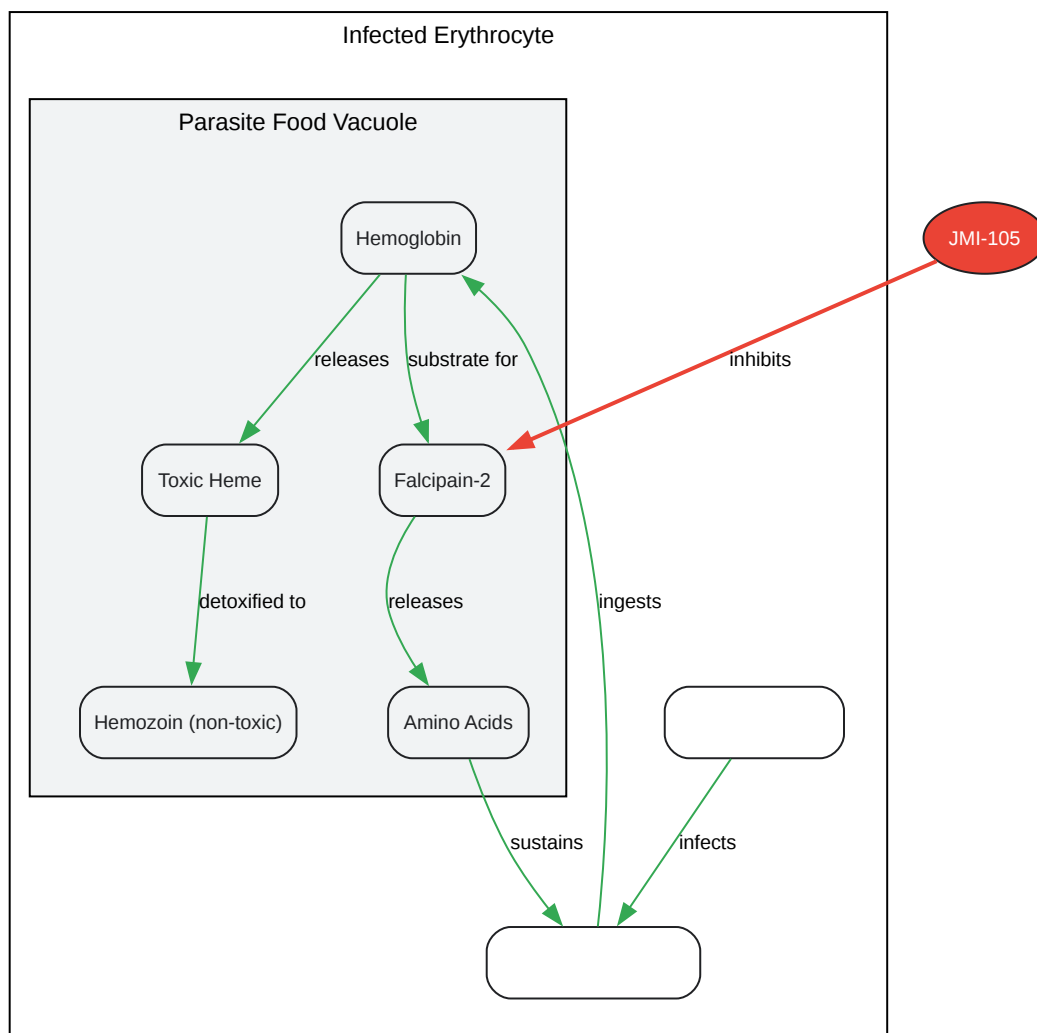 Infected Erythrocyte
Parasite Food Vacuole
Hemoglobin
JMI-105
releases
substrate for
inhibits
Toxic Heme
Falcipain-2
detoxified to
releases
ingests
Hemozoin (non-toxic)
Amino Acids
sustains
infects